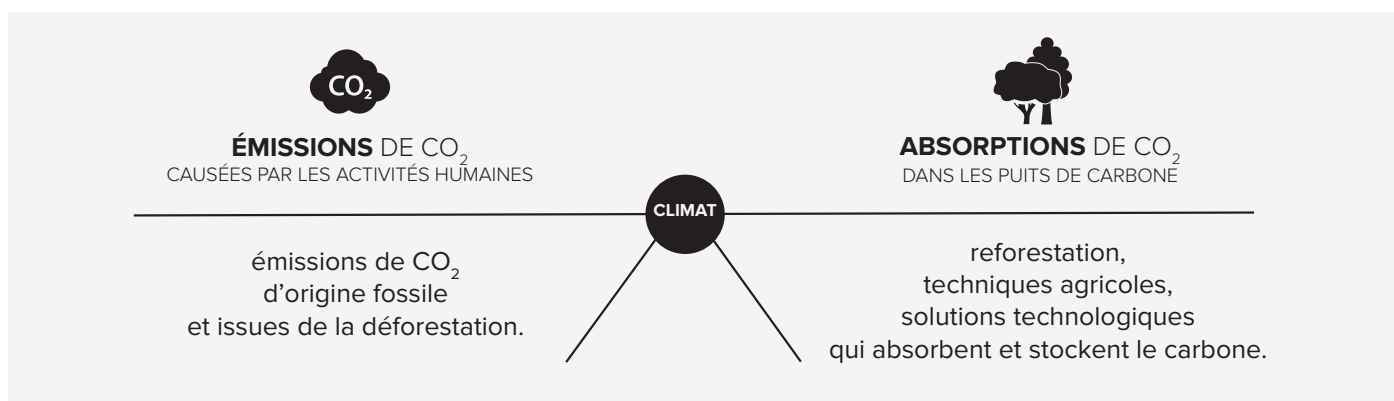 CO₂
ÉMISSIONS DE CO₂
CAUSÉES PAR LES ACTIVITÉS HUMAINES
émissions de CO₂
d'origine fossile
et issues de la déforestation.
CLIMAT
ABSORPTIONS DE CO₂
DANS LES PUITS DE CARBONE
reforestation,
techniques agricoles,
solutions technologiques
qui absorbent et stockent le carbone.